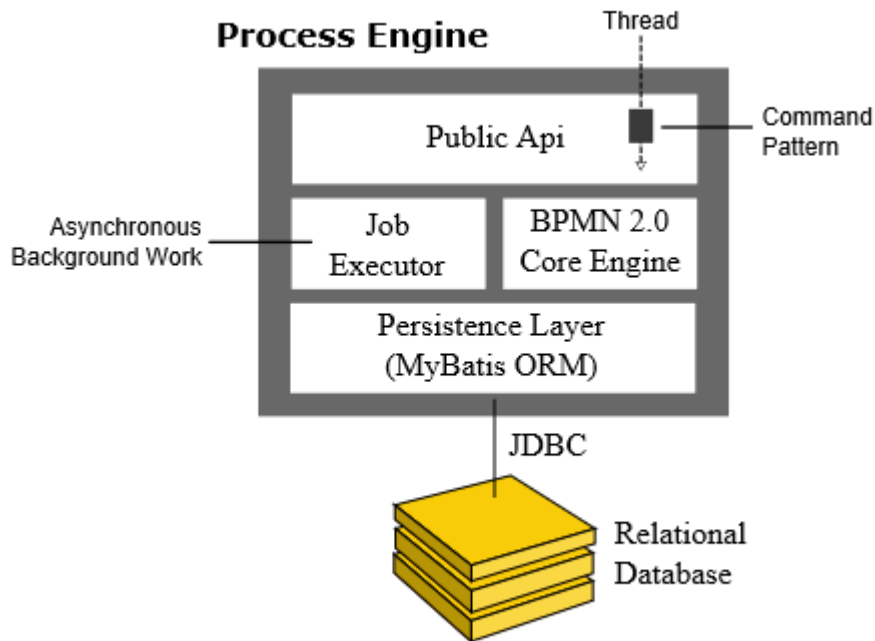 Process Engine
Thread
Public Api
Command
Pattern
Asynchronous
Background Work
Job
Executor
BPMN 2.0
Core Engine
Persistence Layer
(MyBatis ORM)
JDBC
Relational
Database